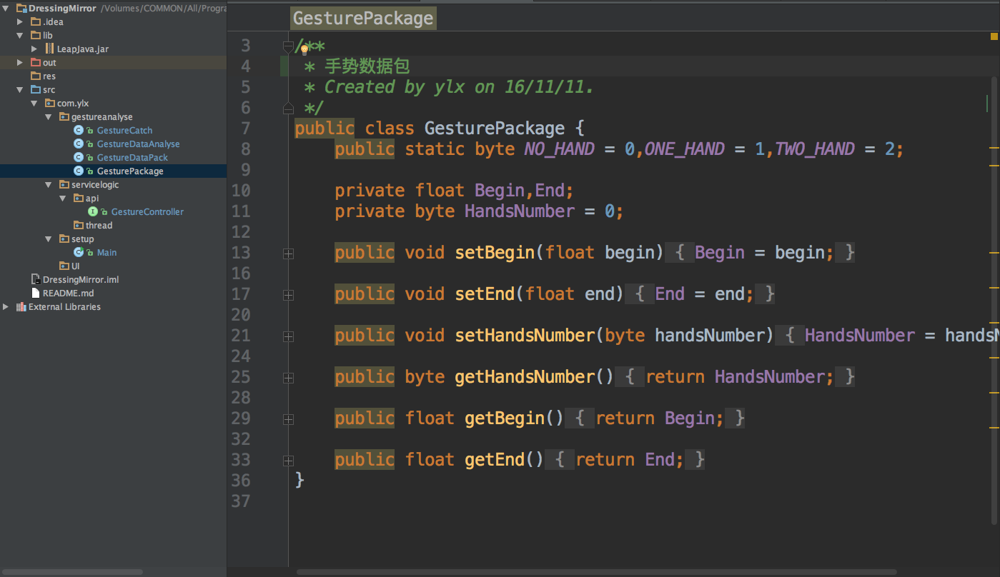 DressingMirror /Volumes/COMMON/All/Progra
.idea
lib
LeapJava.jar
out
res
src
com.ylx
gestureanalyse
GestureCatch
GestureDataAnalyse
GestureDataPack
GesturePackage
servicelogic
api
GestureController
thread
setup
Main
UI
DressingMirror.iml
README.md
External Libraries
GesturePackage
3 /**
4 * 手势数据包
5 * Created by ylx on 16/11/11.
6 */
7 public class GesturePackage {
8 public static byte NO_HAND = 0,ONE_HAND = 1,TWO_HAND = 2;
9
10 private float Begin,End;
11 private byte HandsNumber = 0;
12
13 public void setBegin(float begin) { Begin = begin; }
16
17 public void setEnd(float end) { End = end; }
20
21 public void setHandsNumber(byte handsNumber) { HandsNumber = handsN
24
25 public byte getHandsNumber() { return HandsNumber; }
28
29 public float getBegin() { return Begin; }
32
33 public float getEnd() { return End; }
36 }
37